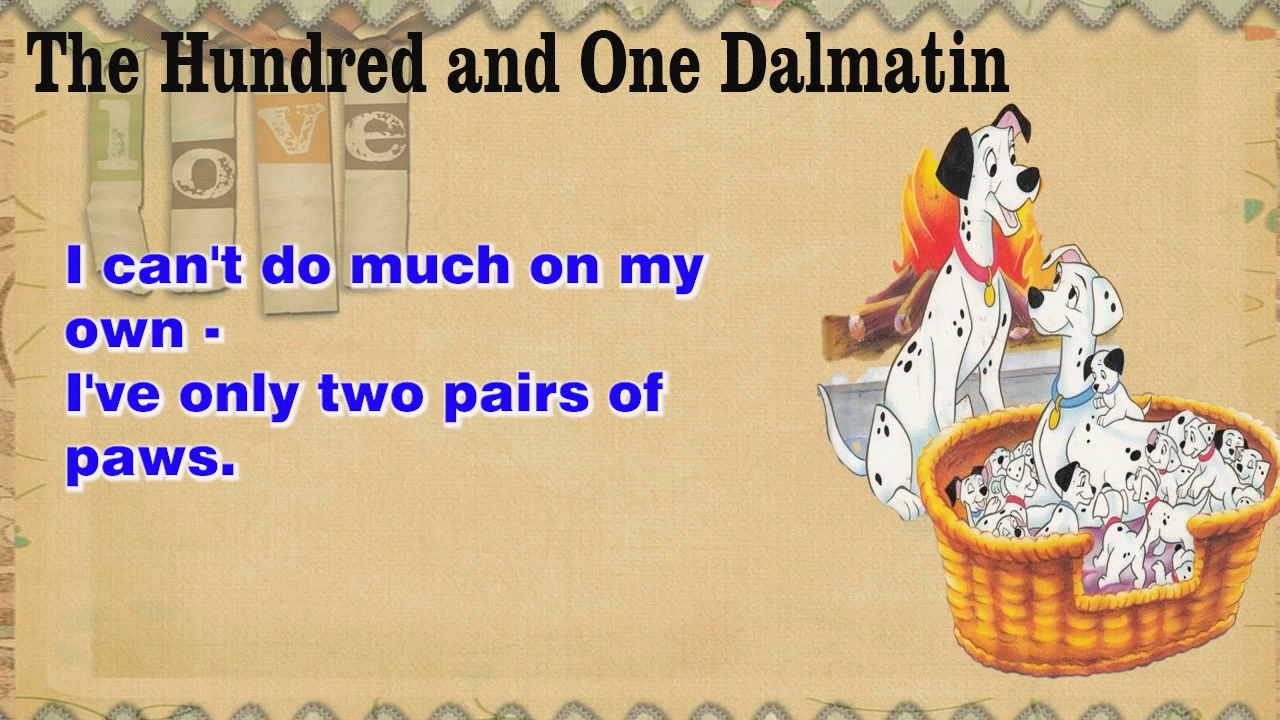 The Hundred and One Dalmatin
love
I can't do much on my
own -
I've only two pairs of
paws.